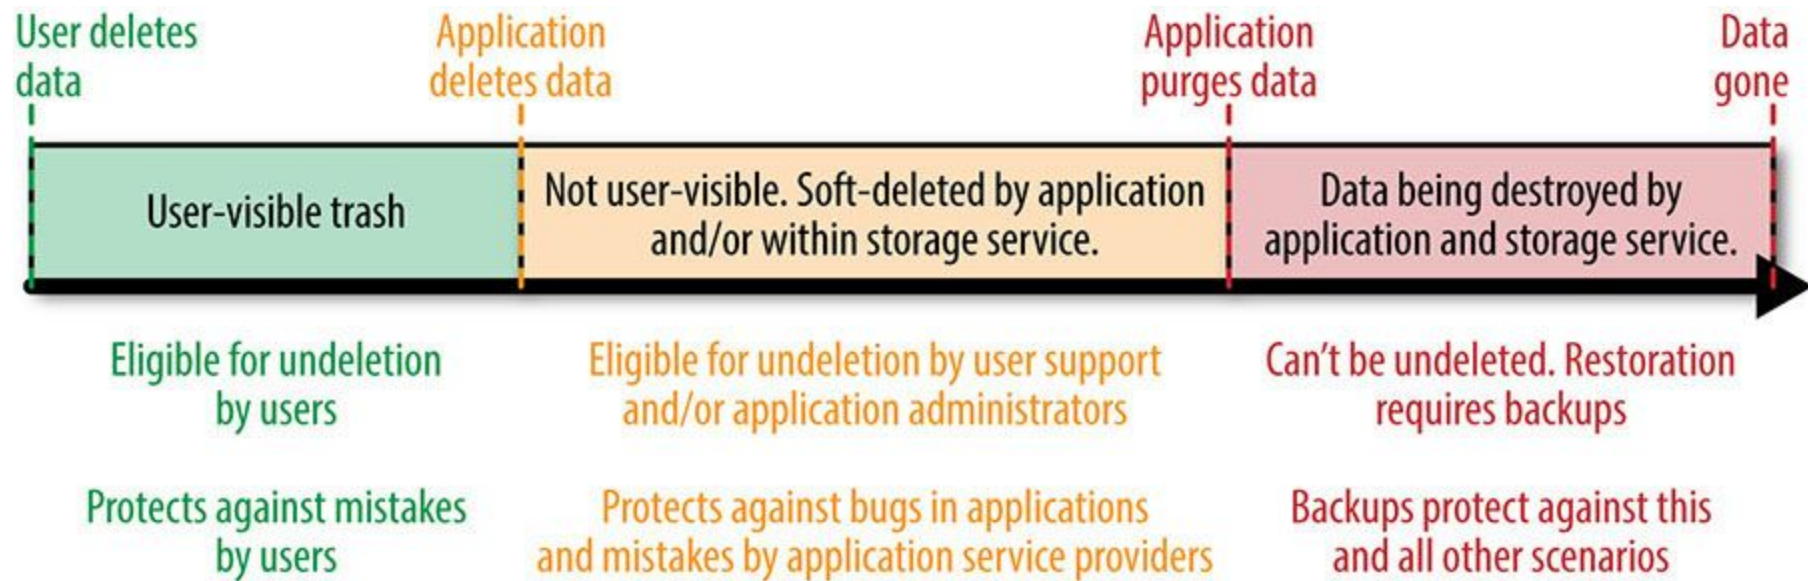 User deletes
data
Application
deletes data
Application
purges data
Data
gone
User-visible trash
Not user-visible. Soft-deleted by application
and/or within storage service.
Data being destroyed by
application and storage service.
Eligible for undeletion
by users
Eligible for undeletion by user support
and/or application administrators
Can’t be undeleted. Restoration
requires backups
Protects against mistakes
by users
Protects against bugs in applications
and mistakes by application service providers
Backups protect against this
and all other scenarios